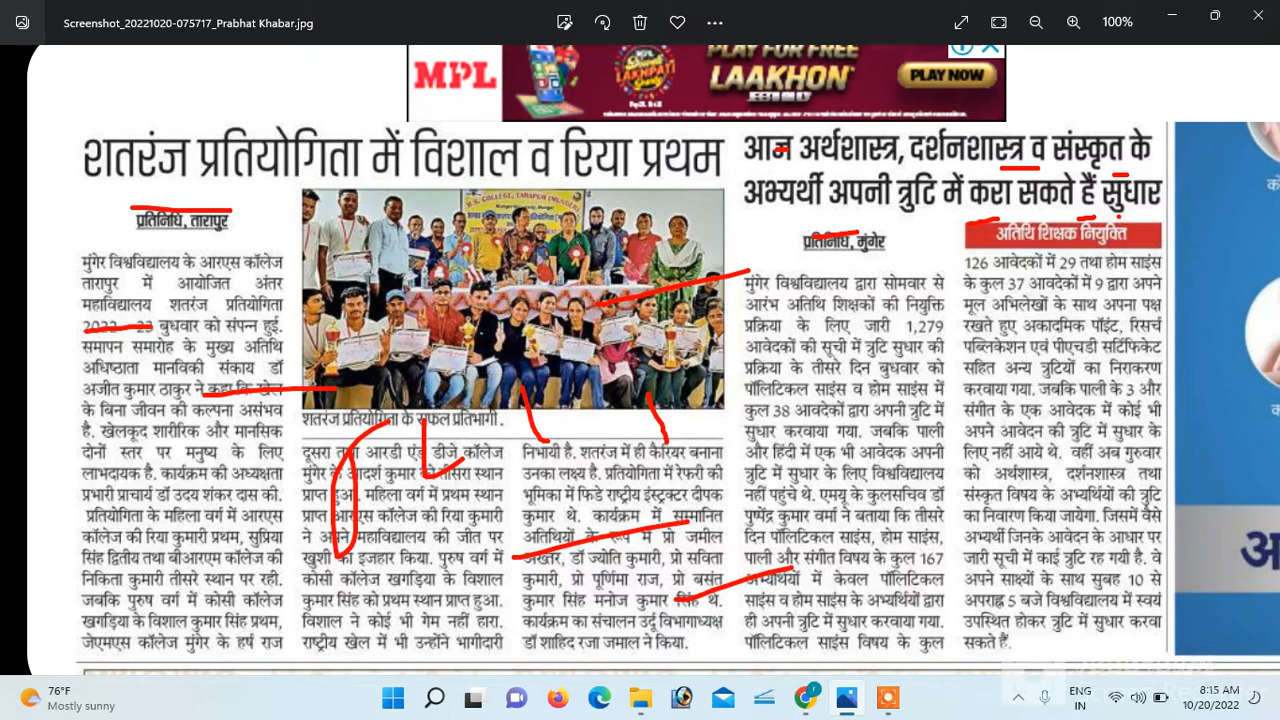 Screenshot_20221020-075717_Prabhat Khabar.jpg
100%
MPL
LAKHPATI
PLAY FOR FREE
LAAKHON
PLAY NOW
शतरंज प्रतियोगिता में विशाल व रिया प्रथम
प्रतिनिधि, तारापुर
मुंगेर विश्वविद्यालय के आरएस कॉलेज
तारापुर में आयोजित अंतर
महाविद्यालय शतरंज प्रतियोगिता
2022 - 23 बुधवार को संपन्न हुई.
समापन समारोह के मुख्य अतिथि
अधिष्ठाता मानविकी संकाय डॉ
अजीत कुमार ठाकुर ने कहा कि खेल
के बिना जीवन की कल्पना असंभव
है. खेलकूद शारीरिक और मानसिक
दोनों स्तर पर मनुष्य के लिए
लाभदायक है. कार्यक्रम की अध्यक्षता
प्रभारी प्राचार्य डॉ उदय शंकर दास की.
प्रतियोगिता के महिला वर्ग में आरएस
कॉलेज की रिया कुमारी प्रथम, सुप्रिया
सिंह द्वितीय तथा बीआरएम कॉलेज की
निकिता कुमारी तीसरे स्थान पर रही.
जबकि पुरुष वर्ग में कोसी कॉलेज
खगड़िया के विशाल कुमार सिंह प्रथम,
जेएमएस कॉलेज मुंगेर के हर्ष राज
R.S. COLLEGE, TARAPUR (MUNGER)
शतरंज प्रतियोगिता के सफल प्रतिभागी.
दूसरा तथा आरडी एंड डीजे कॉलेज
मुंगेर के आदर्श कुमार को तीसरा स्थान
प्राप्त हुआ. महिला वर्ग में प्रथम स्थान
प्राप्त आरएस कॉलेज की रिया कुमारी
ने अपने महाविद्यालय की जीत पर
खुशी का इजहार किया. पुरुष वर्ग में
कोसी कॉलेज खगड़िया के विशाल
कुमार सिंह को प्रथम स्थान प्राप्त हुआ.
विशाल ने कोई भी गेम नहीं हारा.
राष्ट्रीय खेल में भी उन्होंने भागीदारी
निभायी है. शतरंज में ही कैरियर बनाना
उनका लक्ष्य है. प्रतियोगिता में रेफरी की
भूमिका में फिडे राष्ट्रीय इंस्ट्रक्टर दीपक
कुमार थे. कार्यक्रम में सम्मानित
अतिथियों के रूप में प्रो जमील
अख्तर, डॉ ज्योति कुमारी, प्रो सविता
कुमारी, प्रो पूर्णिमा राज, प्रो बसंत
कुमार सिंह मनोज कुमार सिंह थे.
कार्यक्रम का संचालन उर्दू विभागाध्यक्ष
डॉ शाहिद रजा जमाल ने किया.
आज अर्थशास्त्र, दर्शनशास्त्र व संस्कृत के
अभ्यर्थी अपनी त्रुटि में करा सकते हैं सुधार
प्रतिनिधि, मुंगेर
मुंगेर विश्वविद्यालय द्वारा सोमवार से
आरंभ अतिथि शिक्षकों की नियुक्ति
प्रक्रिया के लिए जारी 1,279
आवेदकों की सूची में त्रुटि सुधार की
प्रक्रिया के तीसरे दिन बुधवार को
पॉलिटिकल साइंस व होम साइंस में
कुल 38 आवदेकों द्वारा अपनी त्रुटि में
सुधार करवाया गया. जबकि पाली
और हिंदी में एक भी आवेदक अपनी
त्रुटि में सुधार के लिए विश्वविद्यालय
नहीं पहुंचे थे. एमयू के कुलसचिव डॉ
पुष्पेंद्र कुमार वर्मा ने बताया कि तीसरे
दिन पॉलिटिकल साइंस, होम साइंस,
पाली और संगीत विषय के कुल 167
अभ्यर्थियों में केवल पॉलिटिकल
साइंस व होम साइंस के अभ्यर्थियों द्वारा
ही अपनी त्रुटि में सुधार करवाया गया.
पॉलिटिकल साइंस विषय के कुल
अतिथि शिक्षक नियुक्ति
126 आवेदकों में 29 तथा होम साइंस
के कुल 37 आवेदकों में 9 द्वारा अपने
मूल अभिलेखों के साथ अपना पक्ष
रखते हुए अकादमिक पॉइंट, रिसर्च
पब्लिकेशन एवं पीएचडी सर्टिफिकेट
सहित अन्य त्रुटियों का निराकरण
करवाया गया. जबकि पाली के 3 और
संगीत के एक आवेदक में कोई भी
अपने आवेदन की त्रुटि में सुधार के
लिए नहीं आये थे. वहीं अब गुरुवार
को अर्थशास्त्र, दर्शनशास्त्र तथा
संस्कृत विषय के अभ्यर्थियों की त्रुटि
का निवारण किया जायेगा. जिसमें वैसे
अभ्यर्थी जिनके आवेदन के आधार पर
जारी सूची में काई त्रुटि रह गयी है. वे
अपने साक्ष्यों के साथ सुबह 10 से
अपराह्न 5 बजे विश्वविद्यालय में स्वयं
उपस्थित होकर त्रुटि में सुधार करवा
सकते हैं.
76°F
Mostly sunny
ENG
IN
8:15 AM
10/20/2022